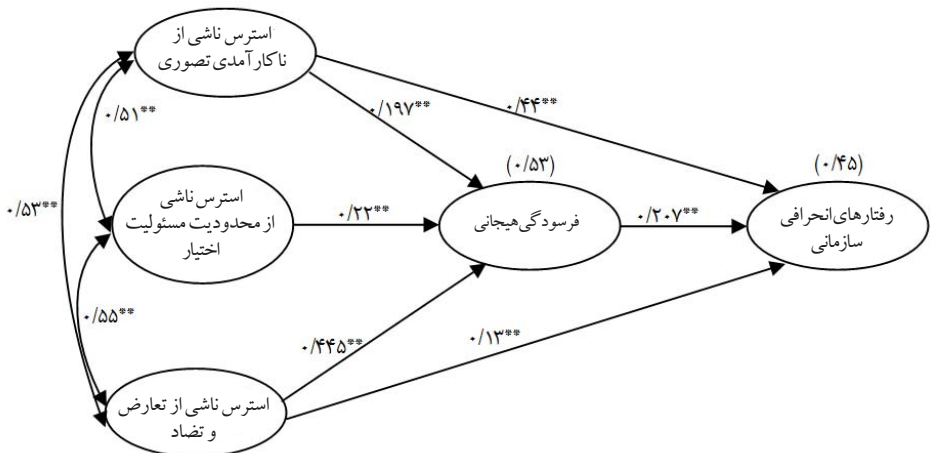 استرس ناشی از
ناکارآمدی تصوری
۰/۵۱**
۰/۱۹۷**
۰/۴۴**
(۰/۵۳)
(۰/۴۵)
۰/۵۳**
استرس ناشی
از محدودیت مسئولیت
اختیار
۰/۲۲**
فرسودگی هیجانی
۰/۲۰۷**
رفتارهای انحرافی
سازمانی
۰/۵۵**
۰/۴۴۵**
۰/۱۳**
استرس ناشی از تعارض
و تضاد